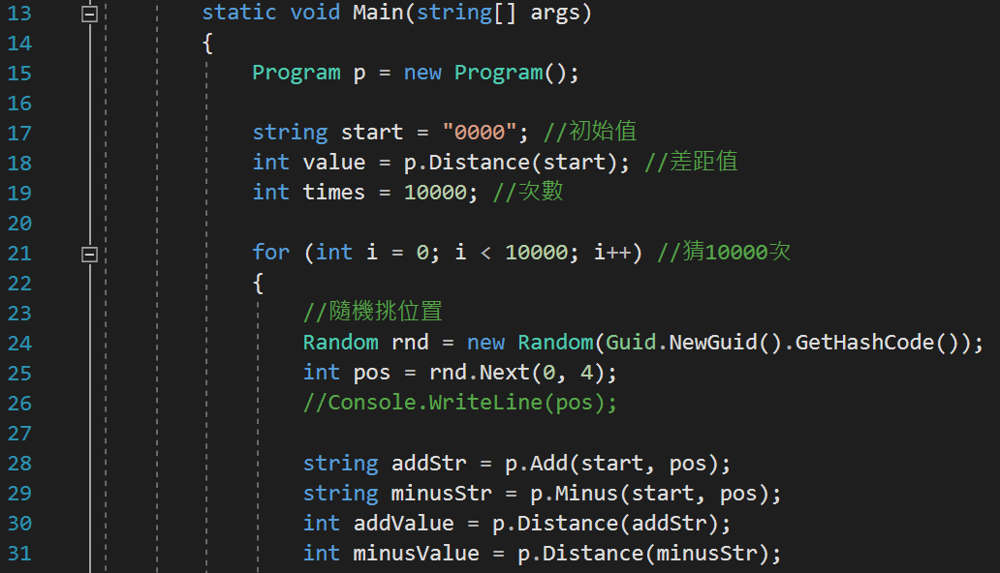 13 static void Main(string[] args)
14 {
15 Program p = new Program();
16
17 string start = "0000"; //初始值
18 int value = p.Distance(start); //差距值
19 int times = 10000; //次數
20
21 for (int i = 0; i < 10000; i++) //猜10000次
22 {
23 //隨機挑位置
24 Random rnd = new Random(Guid.NewGuid().GetHashCode());
25 int pos = rnd.Next(0, 4);
26 //Console.WriteLine(pos);
27
28 string addStr = p.Add(start, pos);
29 string minusStr = p.Minus(start, pos);
30 int addValue = p.Distance(addStr);
31 int minusValue = p.Distance(minusStr);